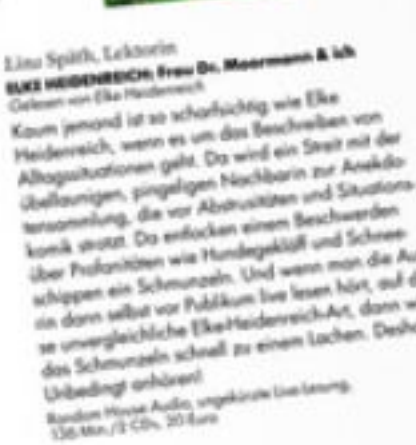 Lina Späth, Lektorin
ELKE HEIDENREICH: Frau Dr. Moormann & ich
Gelesen von Elke Heidenreich
Kaum jemand ist so scharfsichtig wie Elke
Heidenreich, wenn es um das Beschreiben von
Alltagssituationen geht. Da wird ein Streit mit der
übellaunigen, pingeligen Nachbarin zur Anekdo-
tensammlung, die vor Abstrusitäten und Situations-
komik strotzt. Da entlocken einem Beschwerden
über Profanitäten wie Hundegekläff und Schnee-
schippen ein Schmunzeln. Und wenn man die Au
rin dann selbst vor Publikum live lesen hört, auf d
se unvergleichliche Elke-Heidenreich-Art, dann w
das Schmunzeln schnell zu einem Lachen. Desh
Unbedingt anhören!
Random House Audio, ungekürzte Live-Lesung,
136 Min./2 CDs, 20 Euro